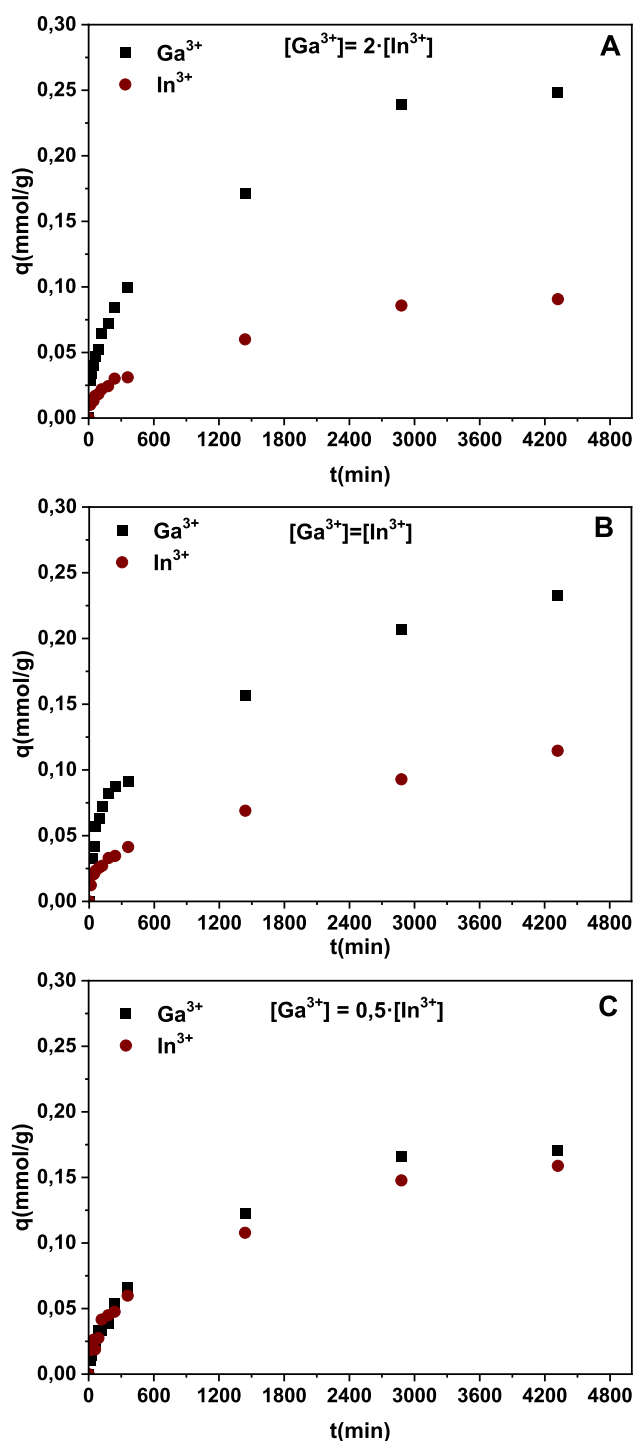 0,30
A
Ga³⁺
[Ga³⁺]= 2·[In³⁺]
In³⁺
0,25
0,20
0,15
0,10
0,05
0,00
q(mmol/g)
0 600 1200 1800 2400 3000 3600 4200 4800
t(min)
0,30
B
Ga³⁺
[Ga³⁺]=[In³⁺]
In³⁺
0,25
0,20
0,15
0,10
0,05
0,00
q(mmol/g)
0 600 1200 1800 2400 3000 3600 4200 4800
t(min)
0,30
C
Ga³⁺
[Ga³⁺] = 0,5·[In³⁺]
In³⁺
0,25
0,20
0,15
0,10
0,05
0,00
q(mmol/g)
0 600 1200 1800 2400 3000 3600 4200 4800
t(min)